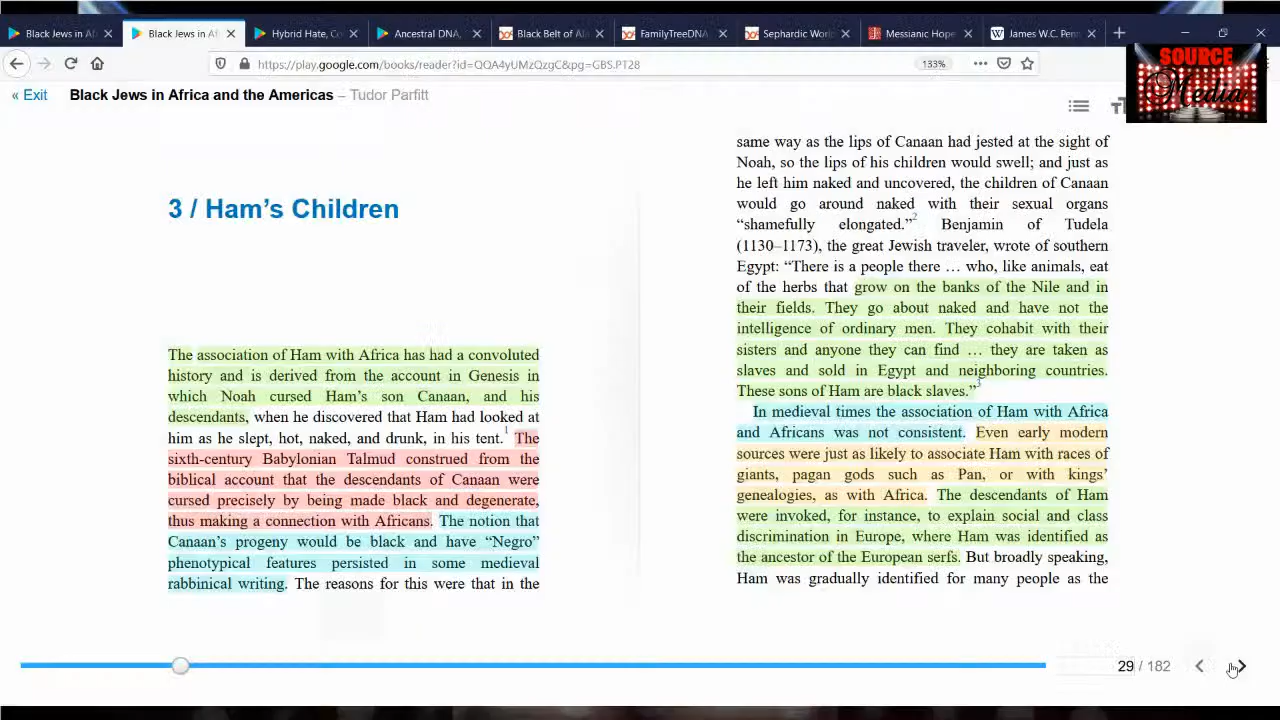 Black Jews in Af
Black Jews in Af
Hybrid Hate, Co
Ancestral DNA,
Black Belt of Ala
FamilyTreeDNA
Sephardic Worl
Messianic Hope
James W.C. Penn
133%
SOURCE
Media
« Exit
Black Jews in Africa and the Americas – Tudor Parfitt
3 / Ham's Children
The association of Ham with Africa has had a convoluted
history and is derived from the account in Genesis in
which Noah cursed Ham's son Canaan, and his
descendants, when he discovered that Ham had looked at
him as he slept, hot, naked, and drunk, in his tent.1 The
sixth-century Babylonian Talmud construed from the
biblical account that the descendants of Canaan were
cursed precisely by being made black and degenerate,
thus making a connection with Africans. The notion that
Canaan's progeny would be black and have “Negro”
phenotypical features persisted in some medieval
rabbinical writing. The reasons for this were that in the
same way as the lips of Canaan had jested at the sight of
Noah, so the lips of his children would swell; and just as
he left him naked and uncovered, the children of Canaan
would go around naked with their sexual organs
“shamefully elongated.”2 Benjamin of Tudela
(1130–1173), the great Jewish traveler, wrote of southern
Egypt: “There is a people there … who, like animals, eat
of the herbs that grow on the banks of the Nile and in
their fields. They go about naked and have not the
intelligence of ordinary men. They cohabit with their
sisters and anyone they can find … they are taken as
slaves and sold in Egypt and neighboring countries.
These sons of Ham are black slaves.”3
In medieval times the association of Ham with Africa
and Africans was not consistent. Even early modern
sources were just as likely to associate Ham with races of
giants, pagan gods such as Pan, or with kings'
genealogies, as with Africa. The descendants of Ham
were invoked, for instance, to explain social and class
discrimination in Europe, where Ham was identified as
the ancestor of the European serfs. But broadly speaking,
Ham was gradually identified for many people as the
29 / 182